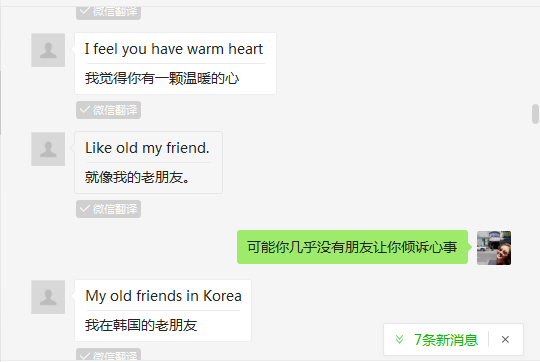 微信翻译
I feel you have warm heart
我觉得你有一颗温暖的心
微信翻译
Like old my friend.
就像我的老朋友。
微信翻译
可能你几乎没有朋友让你倾诉心事
My old friends in Korea
我在韩国的老朋友
微信翻译
7条新消息